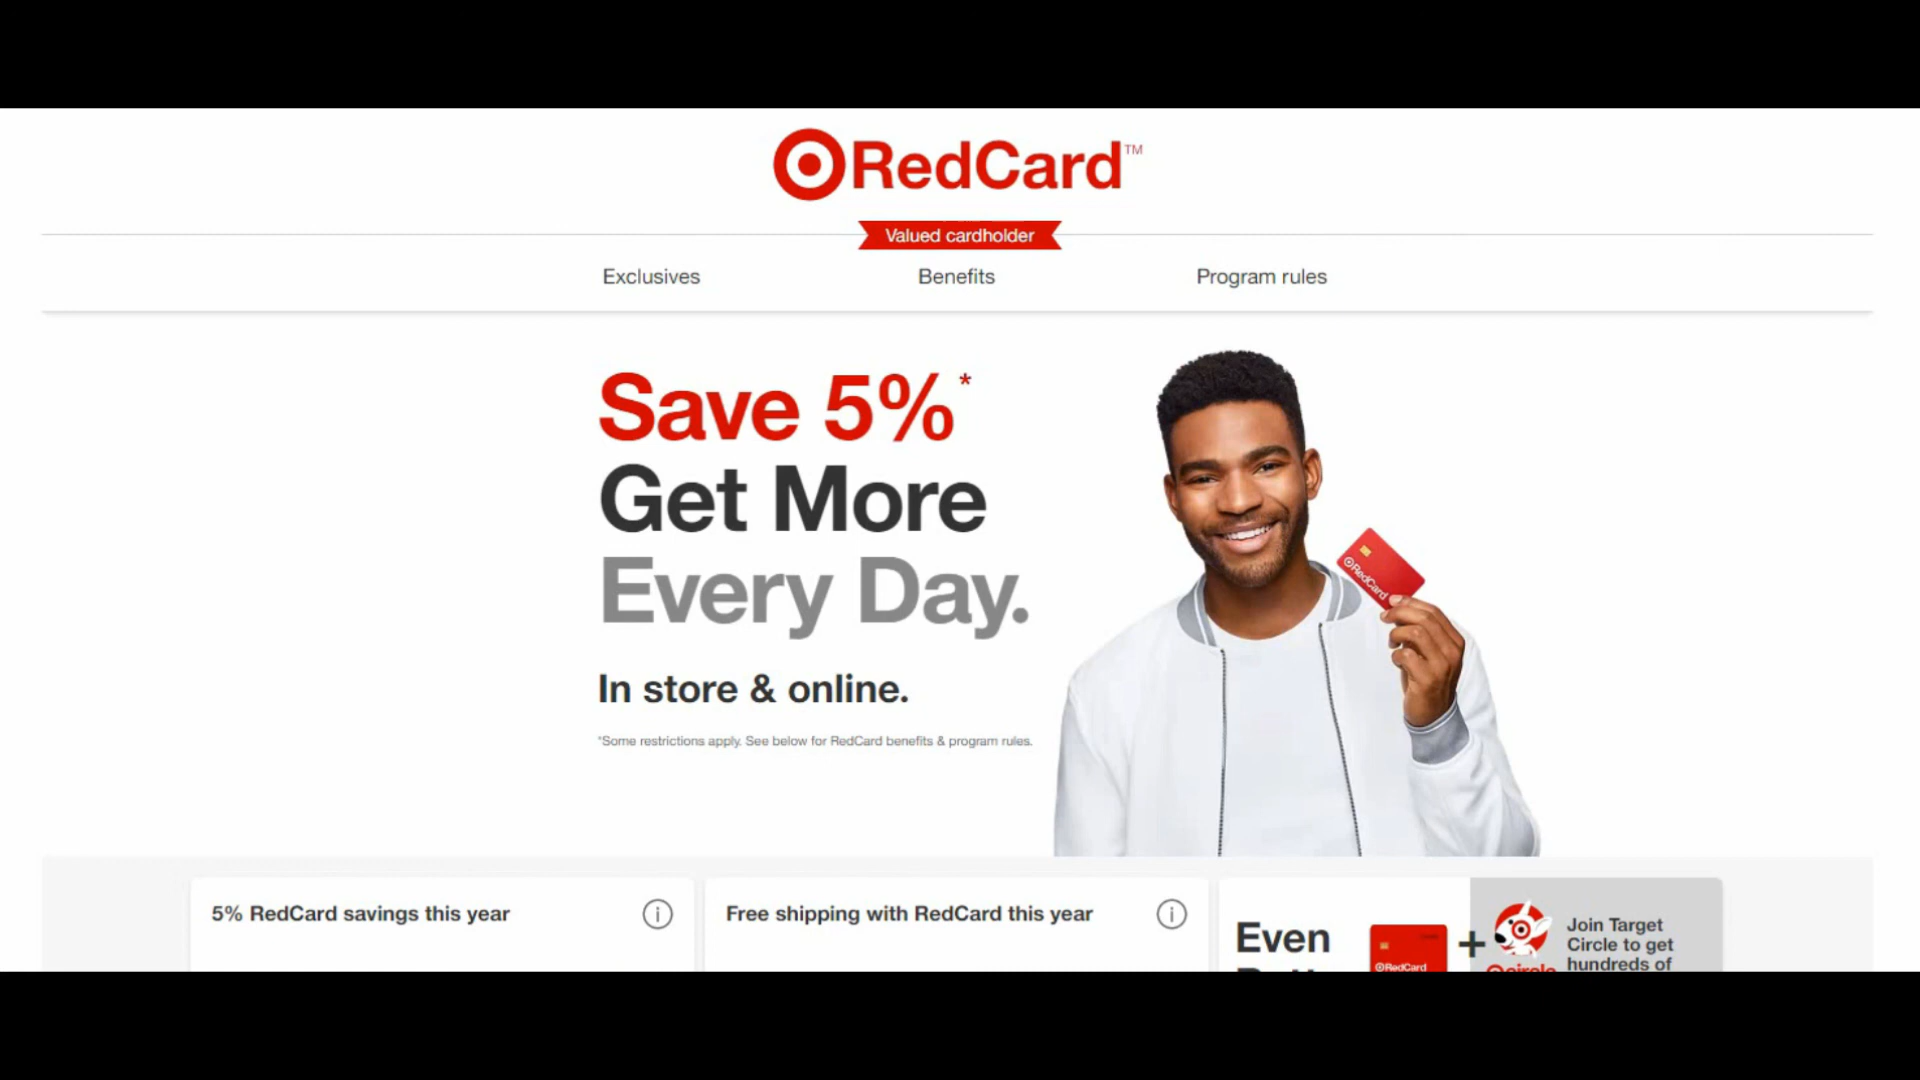 RedCard™
Valued cardholder
Exclusives
Benefits
Program rules
Save 5%*
Get More
Every Day.
In store & online.
*Some restrictions apply. See below for RedCard benefits & program rules.
RedCard
5% RedCard savings this year
Free shipping with RedCard this year
Even
RedCard
+
Join Target
Circle to get
hundreds of